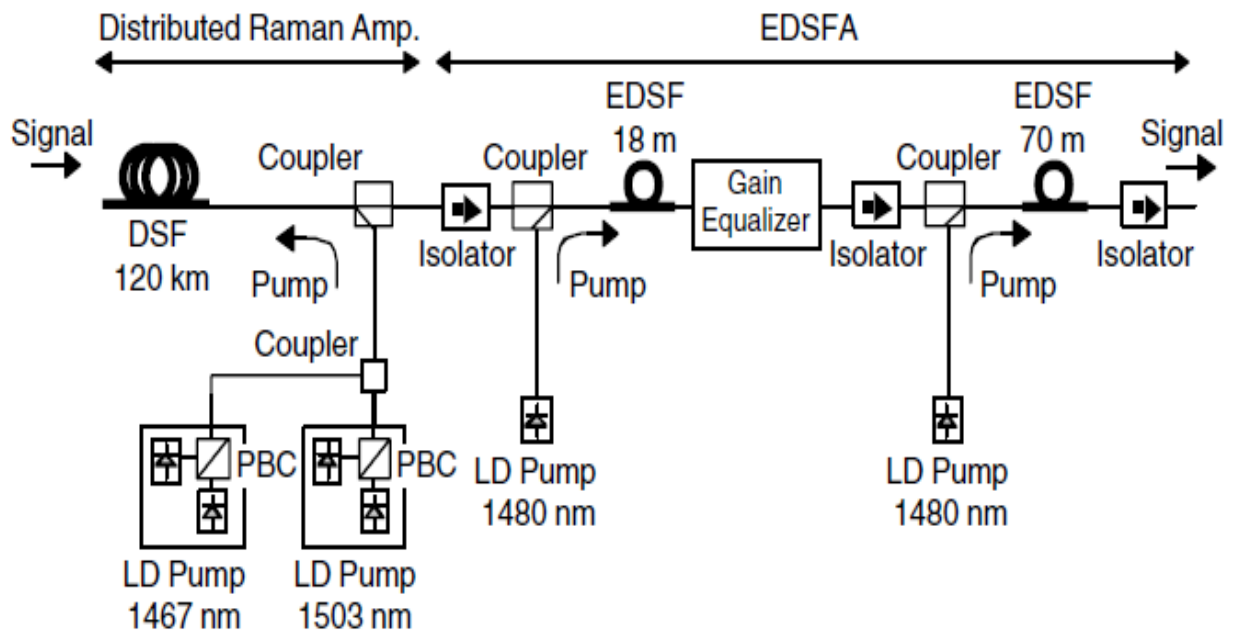 Distributed Raman Amp.
EDSFA
EDSF
18 m
EDSF
70 m
Signal
Coupler
Coupler
Gain
Equalizer
Coupler
Signal
DSF
120 km
Pump
Isolator
Pump
Isolator
Pump
Isolator
Coupler
PBC
PBC
LD Pump
1480 nm
LD Pump
1480 nm
LD Pump
1467 nm
LD Pump
1503 nm